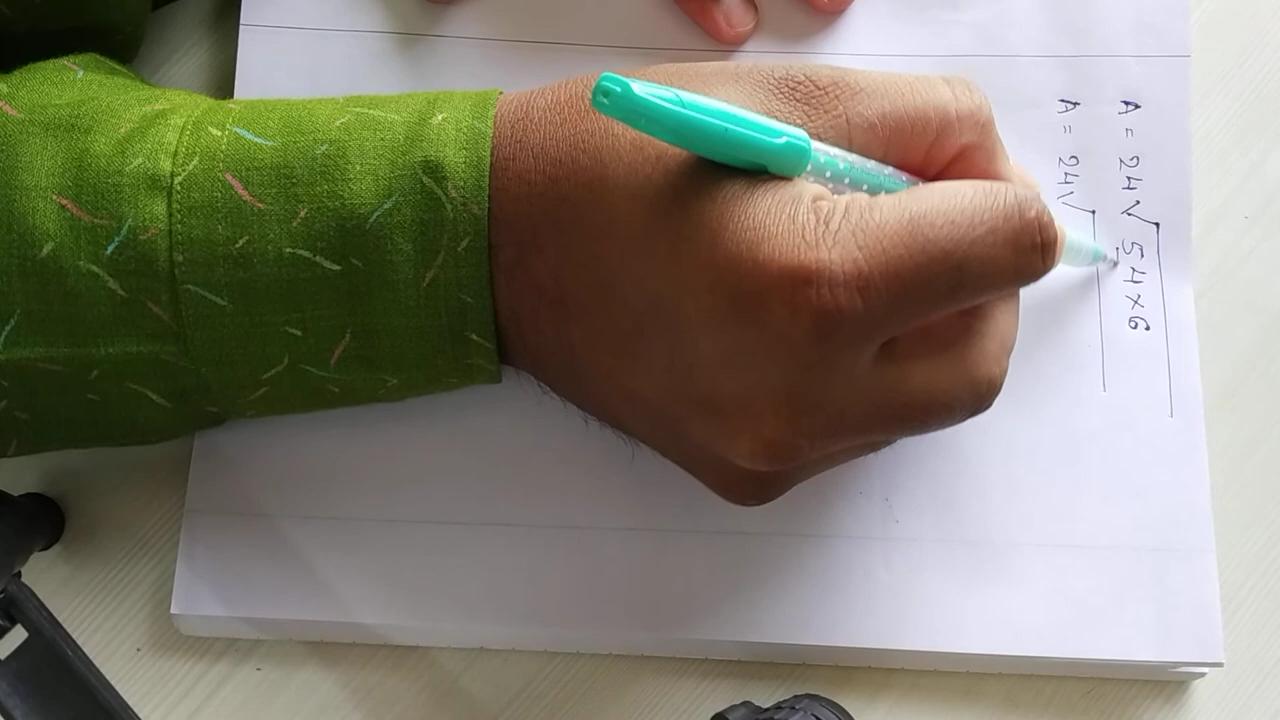 A = 24√54×6
A = 24√